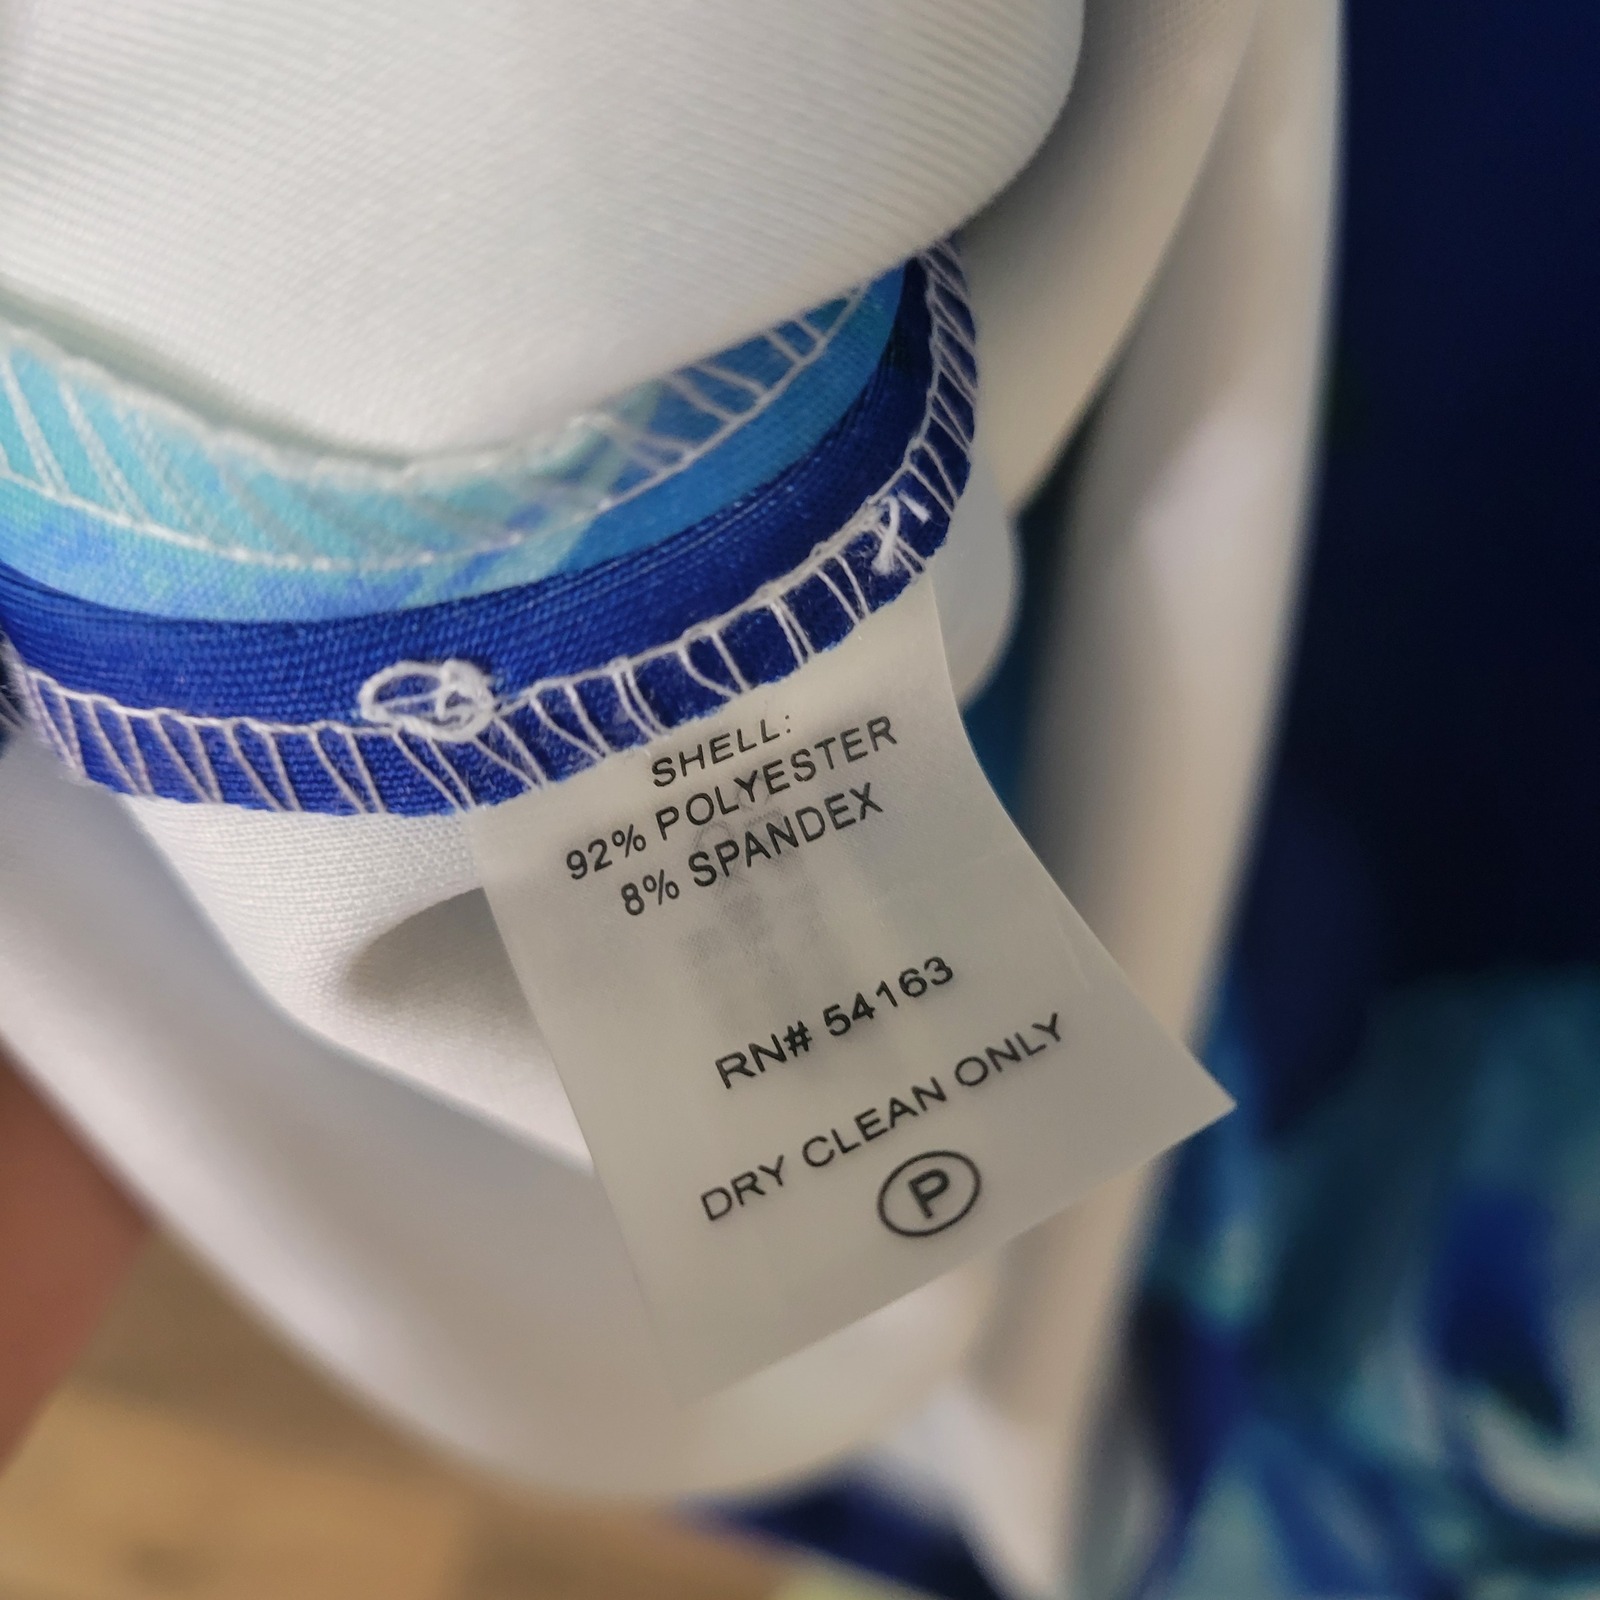 SHELL:
92% POLYESTER
8% SPANDEX
RN# 54163
DRY CLEAN ONLY
P